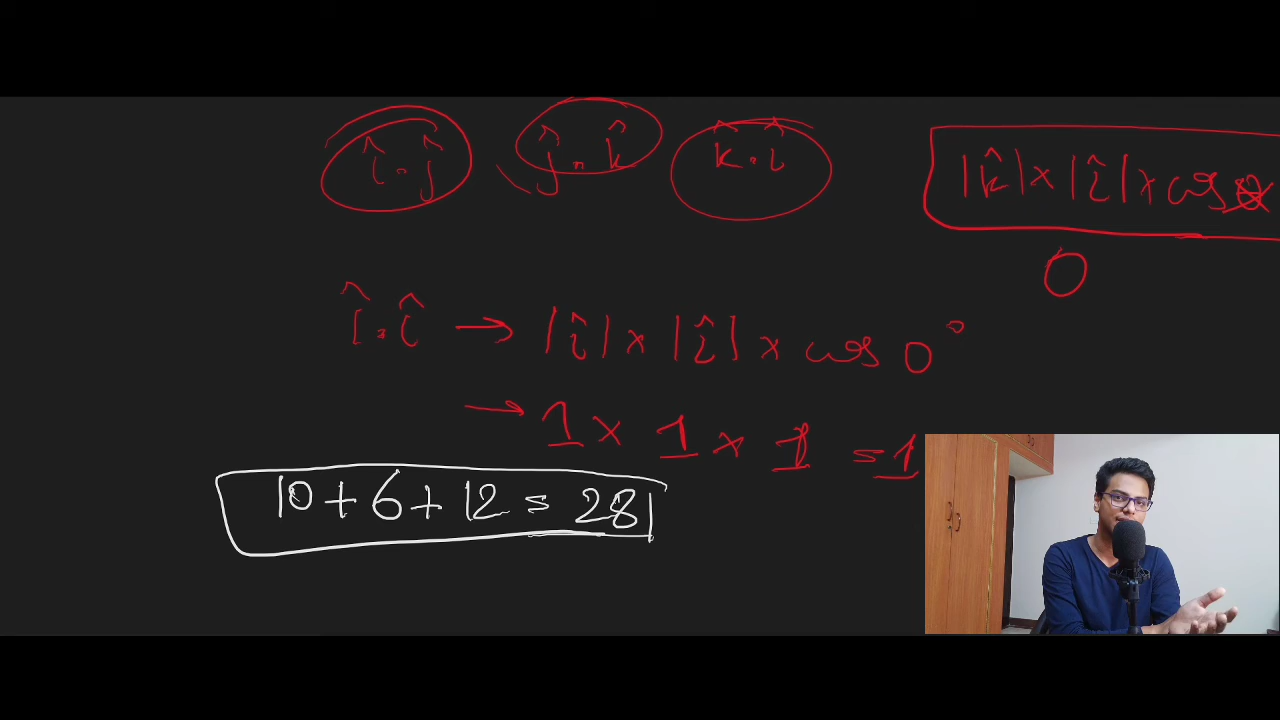 î.ĵ ĵ.k̂ k̂.î |k̂|×|î|×cos
0
î.î → |î|×|î|×cos 0°
→ 1×1×1=1
10+6+12=28